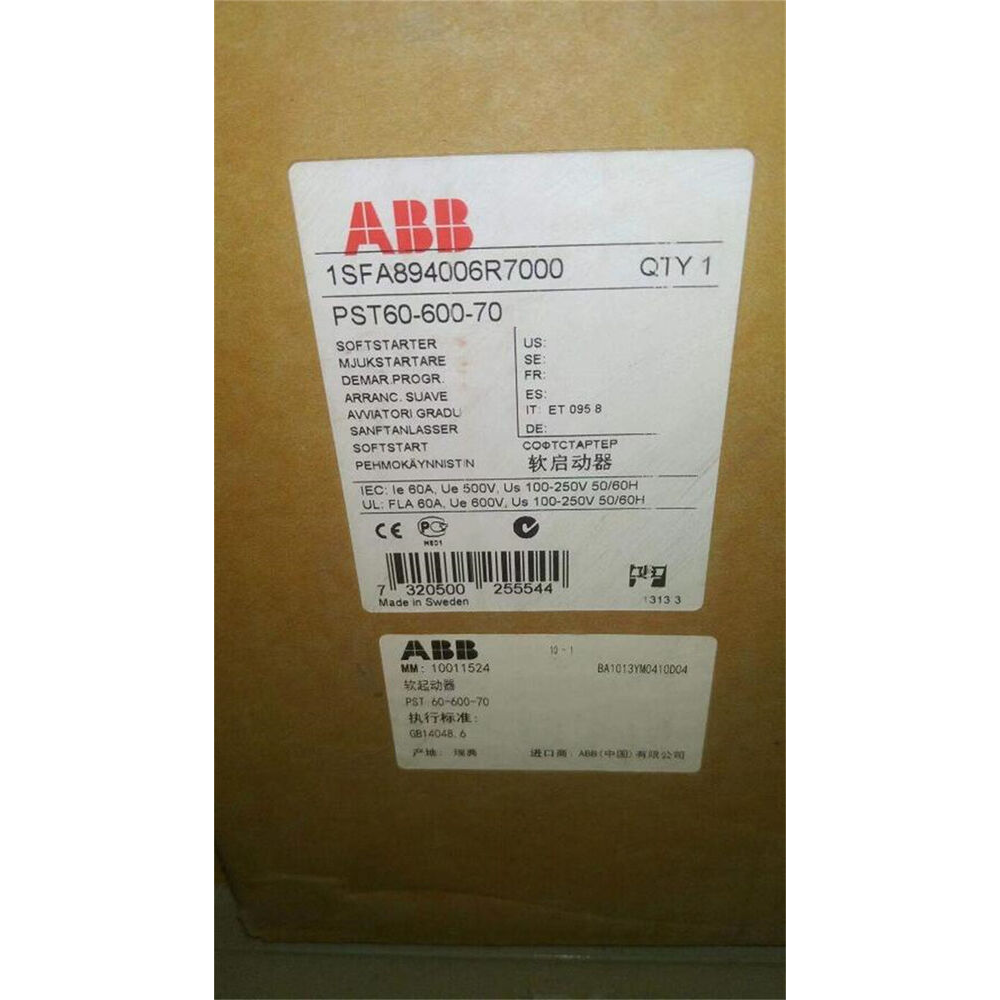 ABB
1SFA894006R7000 QTY 1
PST60-600-70
SOFTSTARTER
MJUKSTARTARE
DEMAR.PROGR.
ARRANC. SUAVE
AVVIATORI GRADU
SANFTANLASSER
SOFTSTART
PEHMOKÄYNNISTIN
US:
SE:
FR:
ES:
IT: ET 095 8
DE:
СОФТСТАРТЕР
软启动器
IEC: Ie 60A, Ue 500V, Us 100-250V 50/60H
UL: FLA 60A, Ue 600V, Us 100-250V 50/60H
CE
7 320500 255544
Made in Sweden
1313 3
ABB 10-1
MM: 10011524 BA1013YM0410D04
软起动器
PST 60-600-70
执行标准:
GB14048.6
产地: 瑞典 进口商: ABB(中国)有限公司